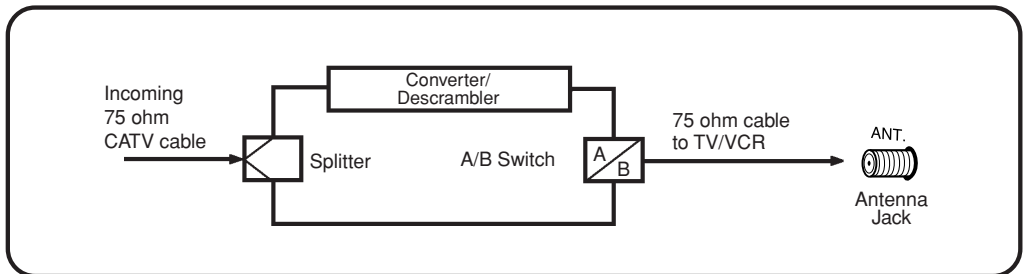 Incoming
75 ohm
CATV cable
Converter/
Descrambler
Splitter
A/B Switch
A
B
75 ohm cable
to TV/VCR
ANT.
Antenna
Jack